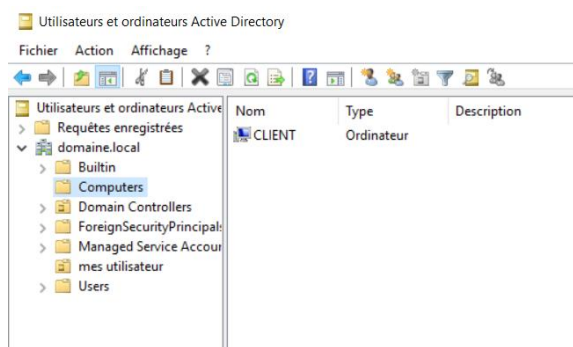 Utilisateurs et ordinateurs Active Directory
Fichier Action Affichage ?
Utilisateurs et ordinateurs Active
Requêtes enregistrées
domaine.local
Builtin
Computers
Domain Controllers
ForeignSecurityPrincipals
Managed Service Accour
mes utilisateur
Users
Nom Type Description
CLIENT Ordinateur